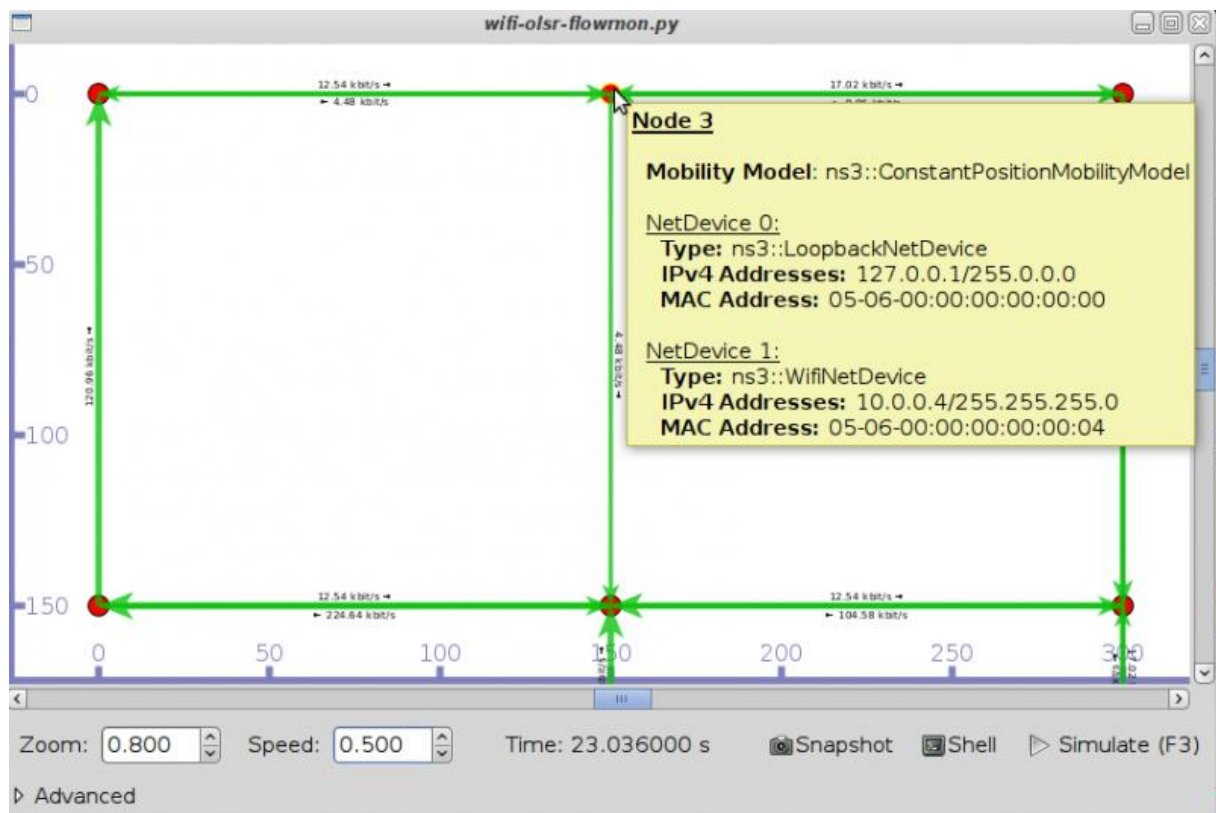 wifi-olsr-flowmon.py
12.54 kbit/s →
← 4.48 kbit/s
17.02 kbit/s →
0
50
100
150
120.96 kbit/s →
4.48 kbit/s →
Node 3
Mobility Model: ns3::ConstantPositionMobilityModel
NetDevice 0:
Type: ns3::LoopbackNetDevice
IPv4 Addresses: 127.0.0.1/255.0.0.0
MAC Address: 05-06-00:00:00:00:00:00
NetDevice 1:
Type: ns3::WifiNetDevice
IPv4 Addresses: 10.0.0.4/255.255.255.0
MAC Address: 05-06-00:00:00:00:00:04
12.54 kbit/s →
← 224.64 kbit/s
12.54 kbit/s →
← 104.58 kbit/s
0 50 100 150 200 250 300
Zoom: 0.800 Speed: 0.500 Time: 23.036000 s Snapshot Shell Simulate (F3)
Advanced